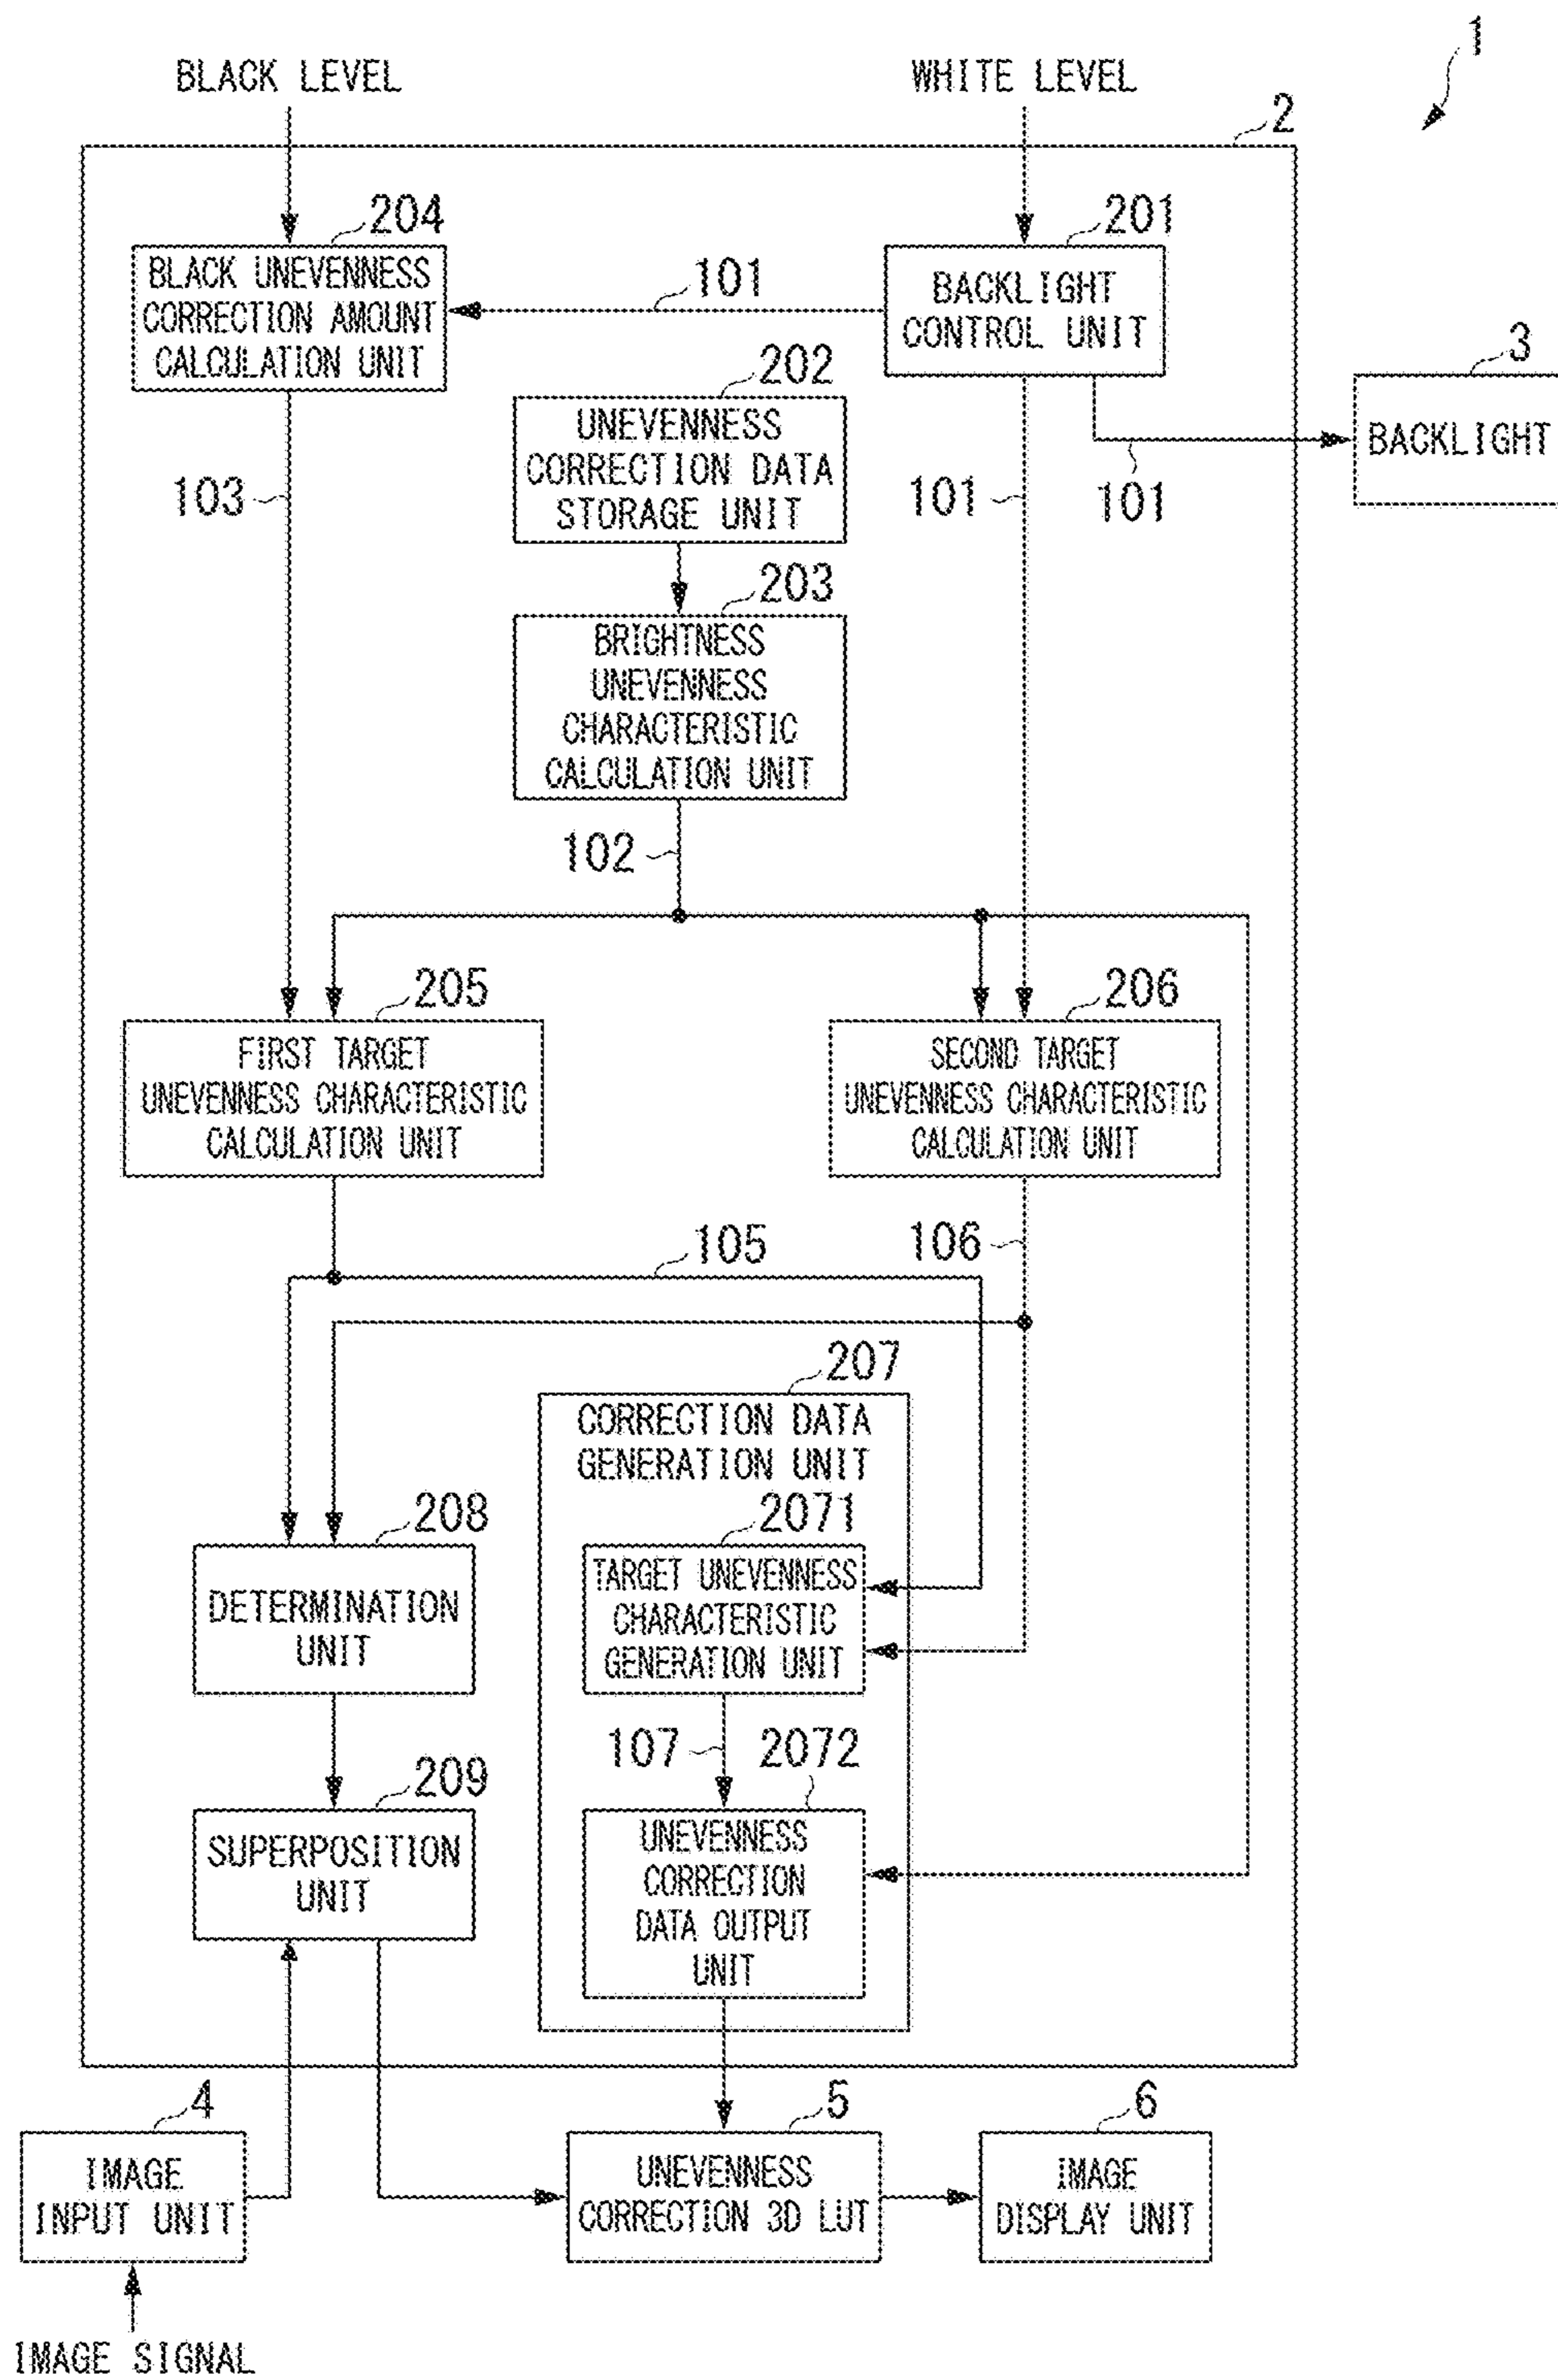 1
BLACK LEVEL
WHITE LEVEL
2
204
201
BLACK UNEVENNESS
CORRECTION AMOUNT
CALCULATION UNIT
101
BACKLIGHT
CONTROL UNIT
3
BACKLIGHT
101
101
202
UNEVENNESS
CORRECTION DATA
STORAGE UNIT
103
203
BRIGHTNESS
UNEVENNESS
CHARACTERISTIC
CALCULATION UNIT
102
205
FIRST TARGET
UNEVENNESS CHARACTERISTIC
CALCULATION UNIT
206
SECOND TARGET
UNEVENNESS CHARACTERISTIC
CALCULATION UNIT
105
106
207
CORRECTION DATA
GENERATION UNIT
208
DETERMINATION
UNIT
2071
TARGET UNEVENNESS
CHARACTERISTIC
GENERATION UNIT
107
2072
209
SUPERPOSITION
UNIT
UNEVENNESS
CORRECTION
DATA OUTPUT
UNIT
4
IMAGE
INPUT UNIT
5
UNEVENNESS
CORRECTION 3D LUT
6
IMAGE
DISPLAY UNIT
IMAGE SIGNAL